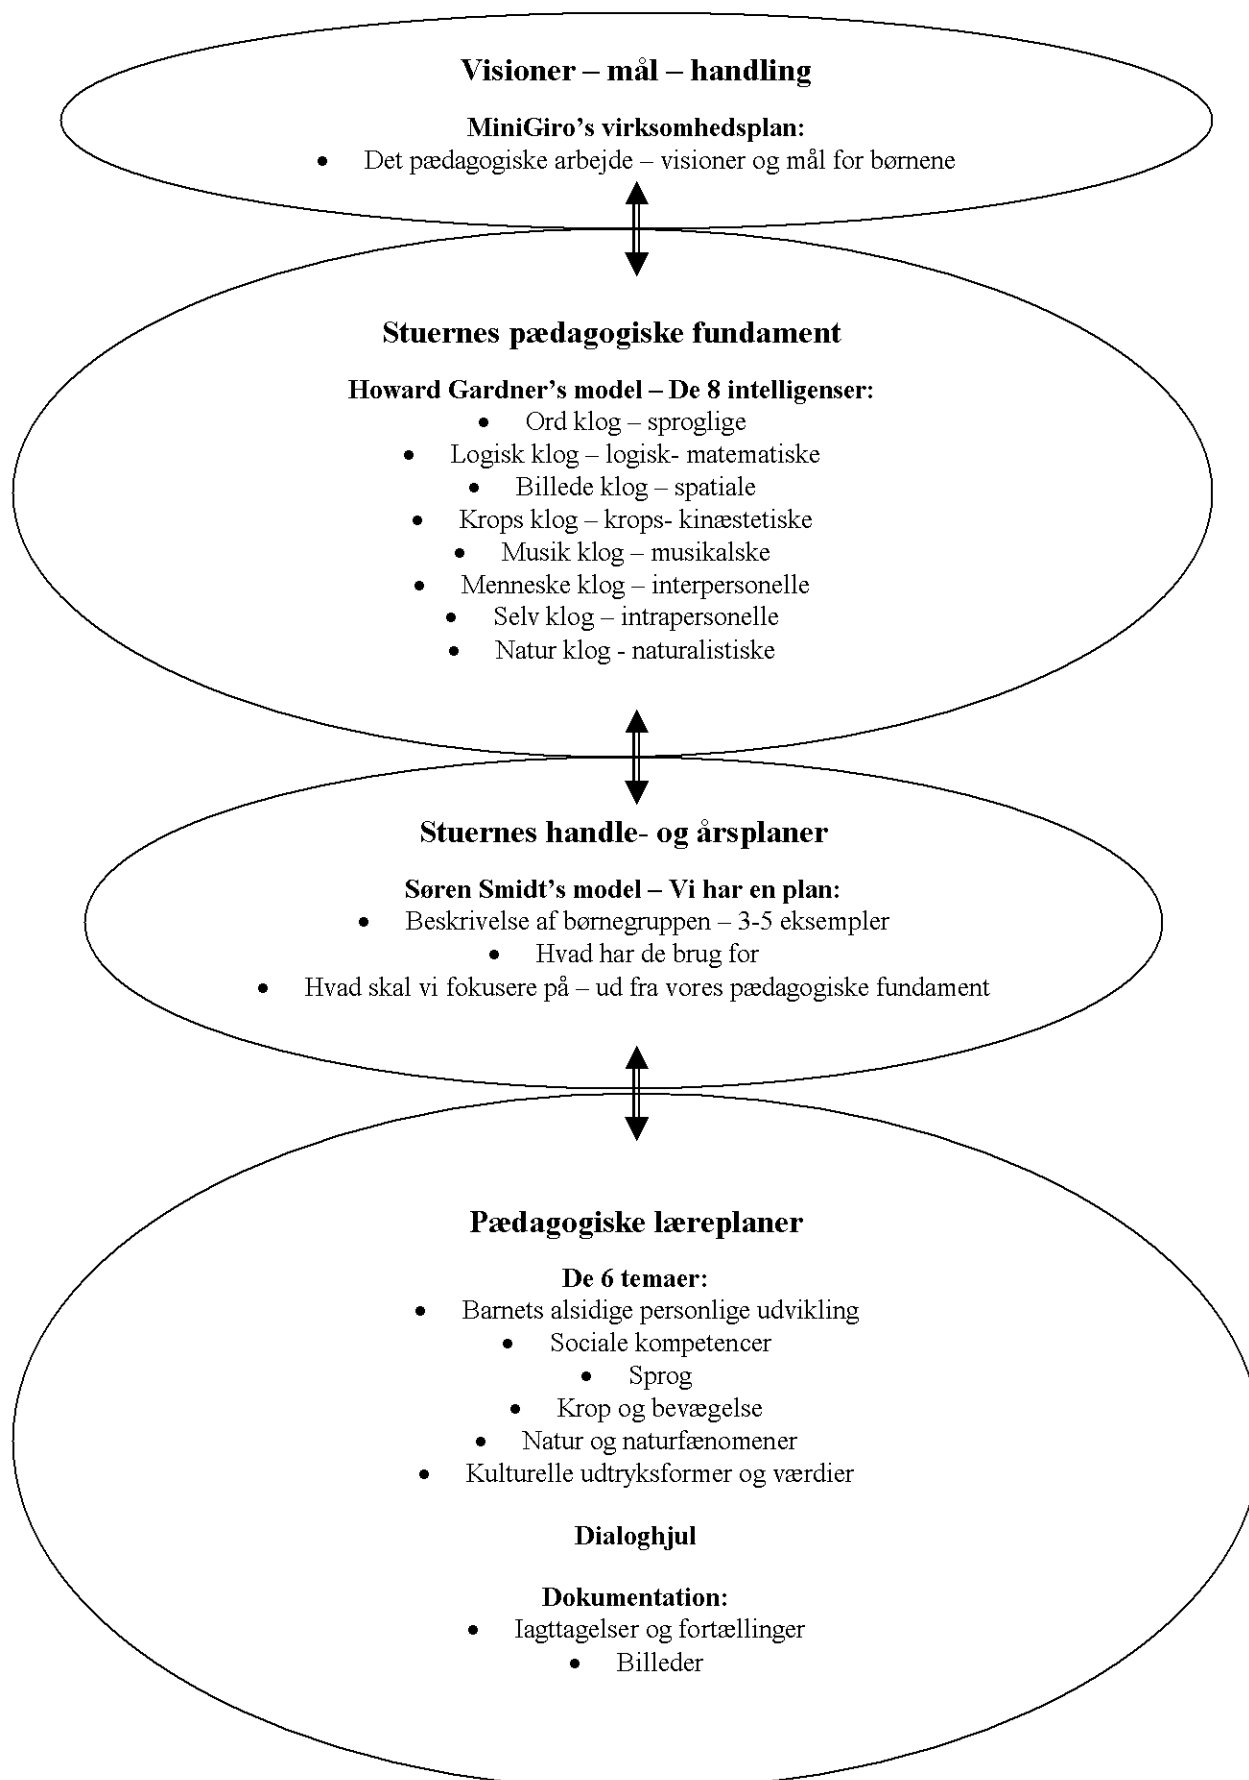 Visioner – mål – handling
MiniGiro’s virksomhedsplan:
• Det pædagogiske arbejde – visioner og mål for børnene
Stuernes pædagogiske fundament
Howard Gardner’s model – De 8 intelligenser:
• Ord klog – sproglige
• Logisk klog – logisk- matematiske
• Billede klog – spatiale
• Krops klog – krops- kinæstetiske
• Musik klog – musikalske
• Menneske klog – interpersonelle
• Selv klog – intrapersonelle
• Natur klog - naturalistiske
Stuernes handle- og årsplaner
Søren Smidt’s model – Vi har en plan:
• Beskrivelse af børnegruppen – 3-5 eksempler
• Hvad har de brug for
• Hvad skal vi fokusere på – ud fra vores pædagogiske fundament
Pædagogiske læreplaner
De 6 temaer:
• Barnets alsidige personlige udvikling
• Sociale kompetencer
• Sprog
• Krop og bevægelse
• Natur og naturfænomener
• Kulturelle udtryksformer og værdier
Dialoghjul
Dokumentation:
• Iagttagelser og fortællinger
• Billeder